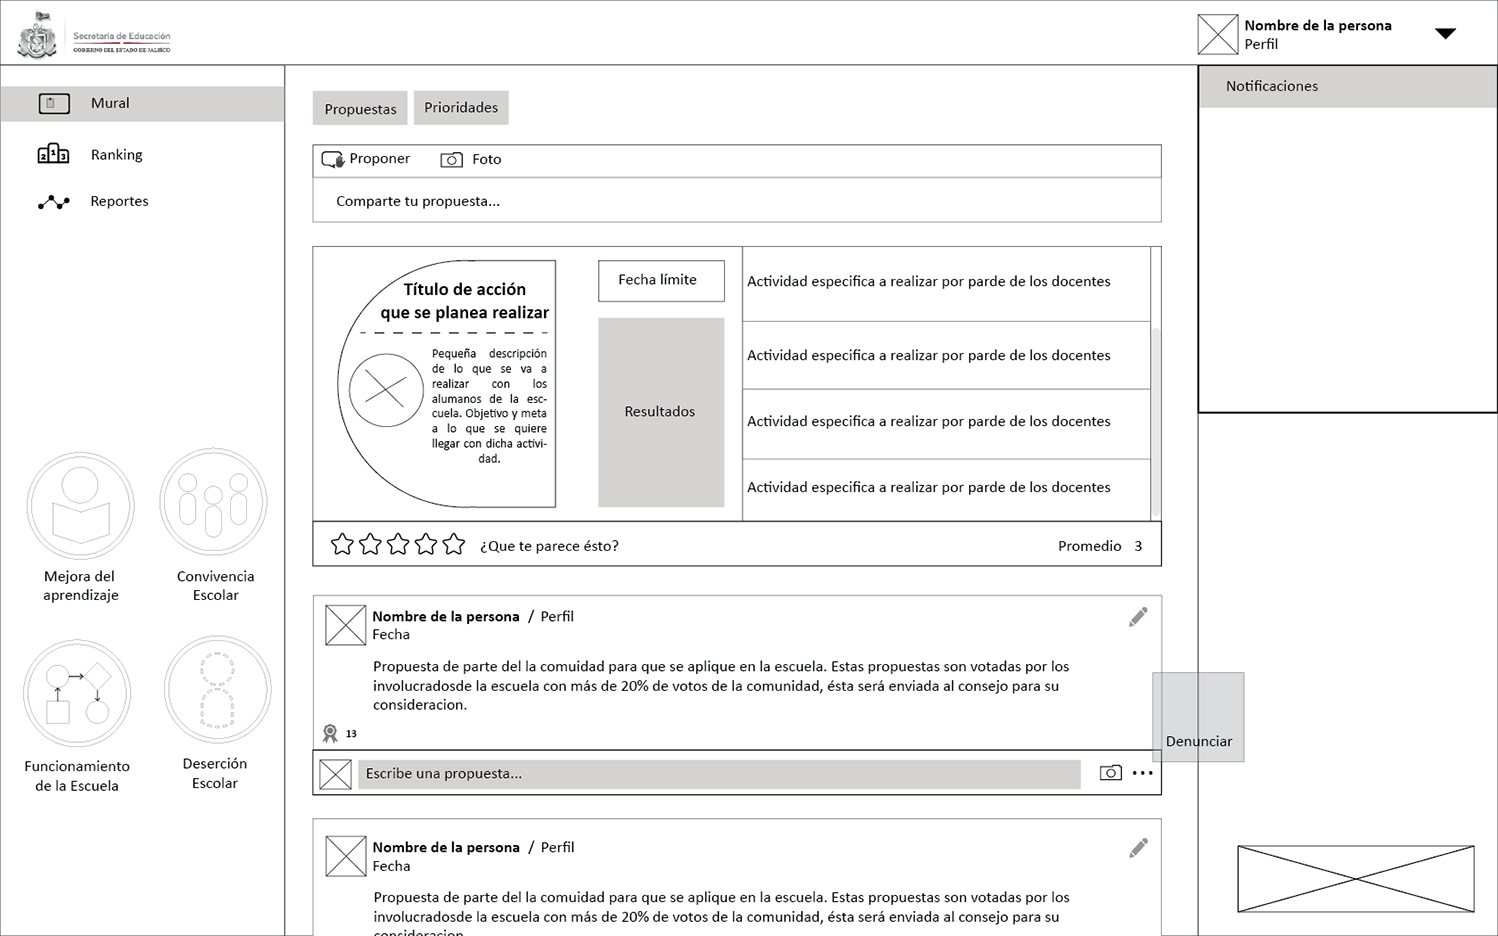 Secretaría de Educación
GOBIERNO DEL ESTADO DE JALISCO
Nombre de la persona
Perfil
Mural
Ranking
Reportes
Mejora del
aprendizaje
Convivencia
Escolar
Funcionamiento
de la Escuela
Deserción
Escolar
Propuestas
Prioridades
Proponer
Foto
Comparte tu propuesta...
Título de acción
que se planea realizar
Pequeña descripción
de lo que se va a
realizar con los
alumanos de la esc-
cuela. Objetivo y meta
a lo que se quiere
llegar con dicha activi-
dad.
Fecha límite
Resultados
Actividad especifica a realizar por parde de los docentes
Actividad especifica a realizar por parde de los docentes
Actividad especifica a realizar por parde de los docentes
Actividad especifica a realizar por parde de los docentes
¿Que te parece ésto?
Promedio 3
Nombre de la persona / Perfil
Fecha
Propuesta de parte del la comuidad para que se aplique en la escuela. Estas propuestas son votadas por los
involucradosde la escuela con más de 20% de votos de la comunidad, ésta será enviada al consejo para su
consideracion.
13
Escribe una propuesta...
Denunciar
Nombre de la persona / Perfil
Fecha
Propuesta de parte del la comuidad para que se aplique en la escuela. Estas propuestas son votadas por los
involucradosde la escuela con más de 20% de votos de la comunidad, ésta será enviada al consejo para su
consideracion.
Notificaciones